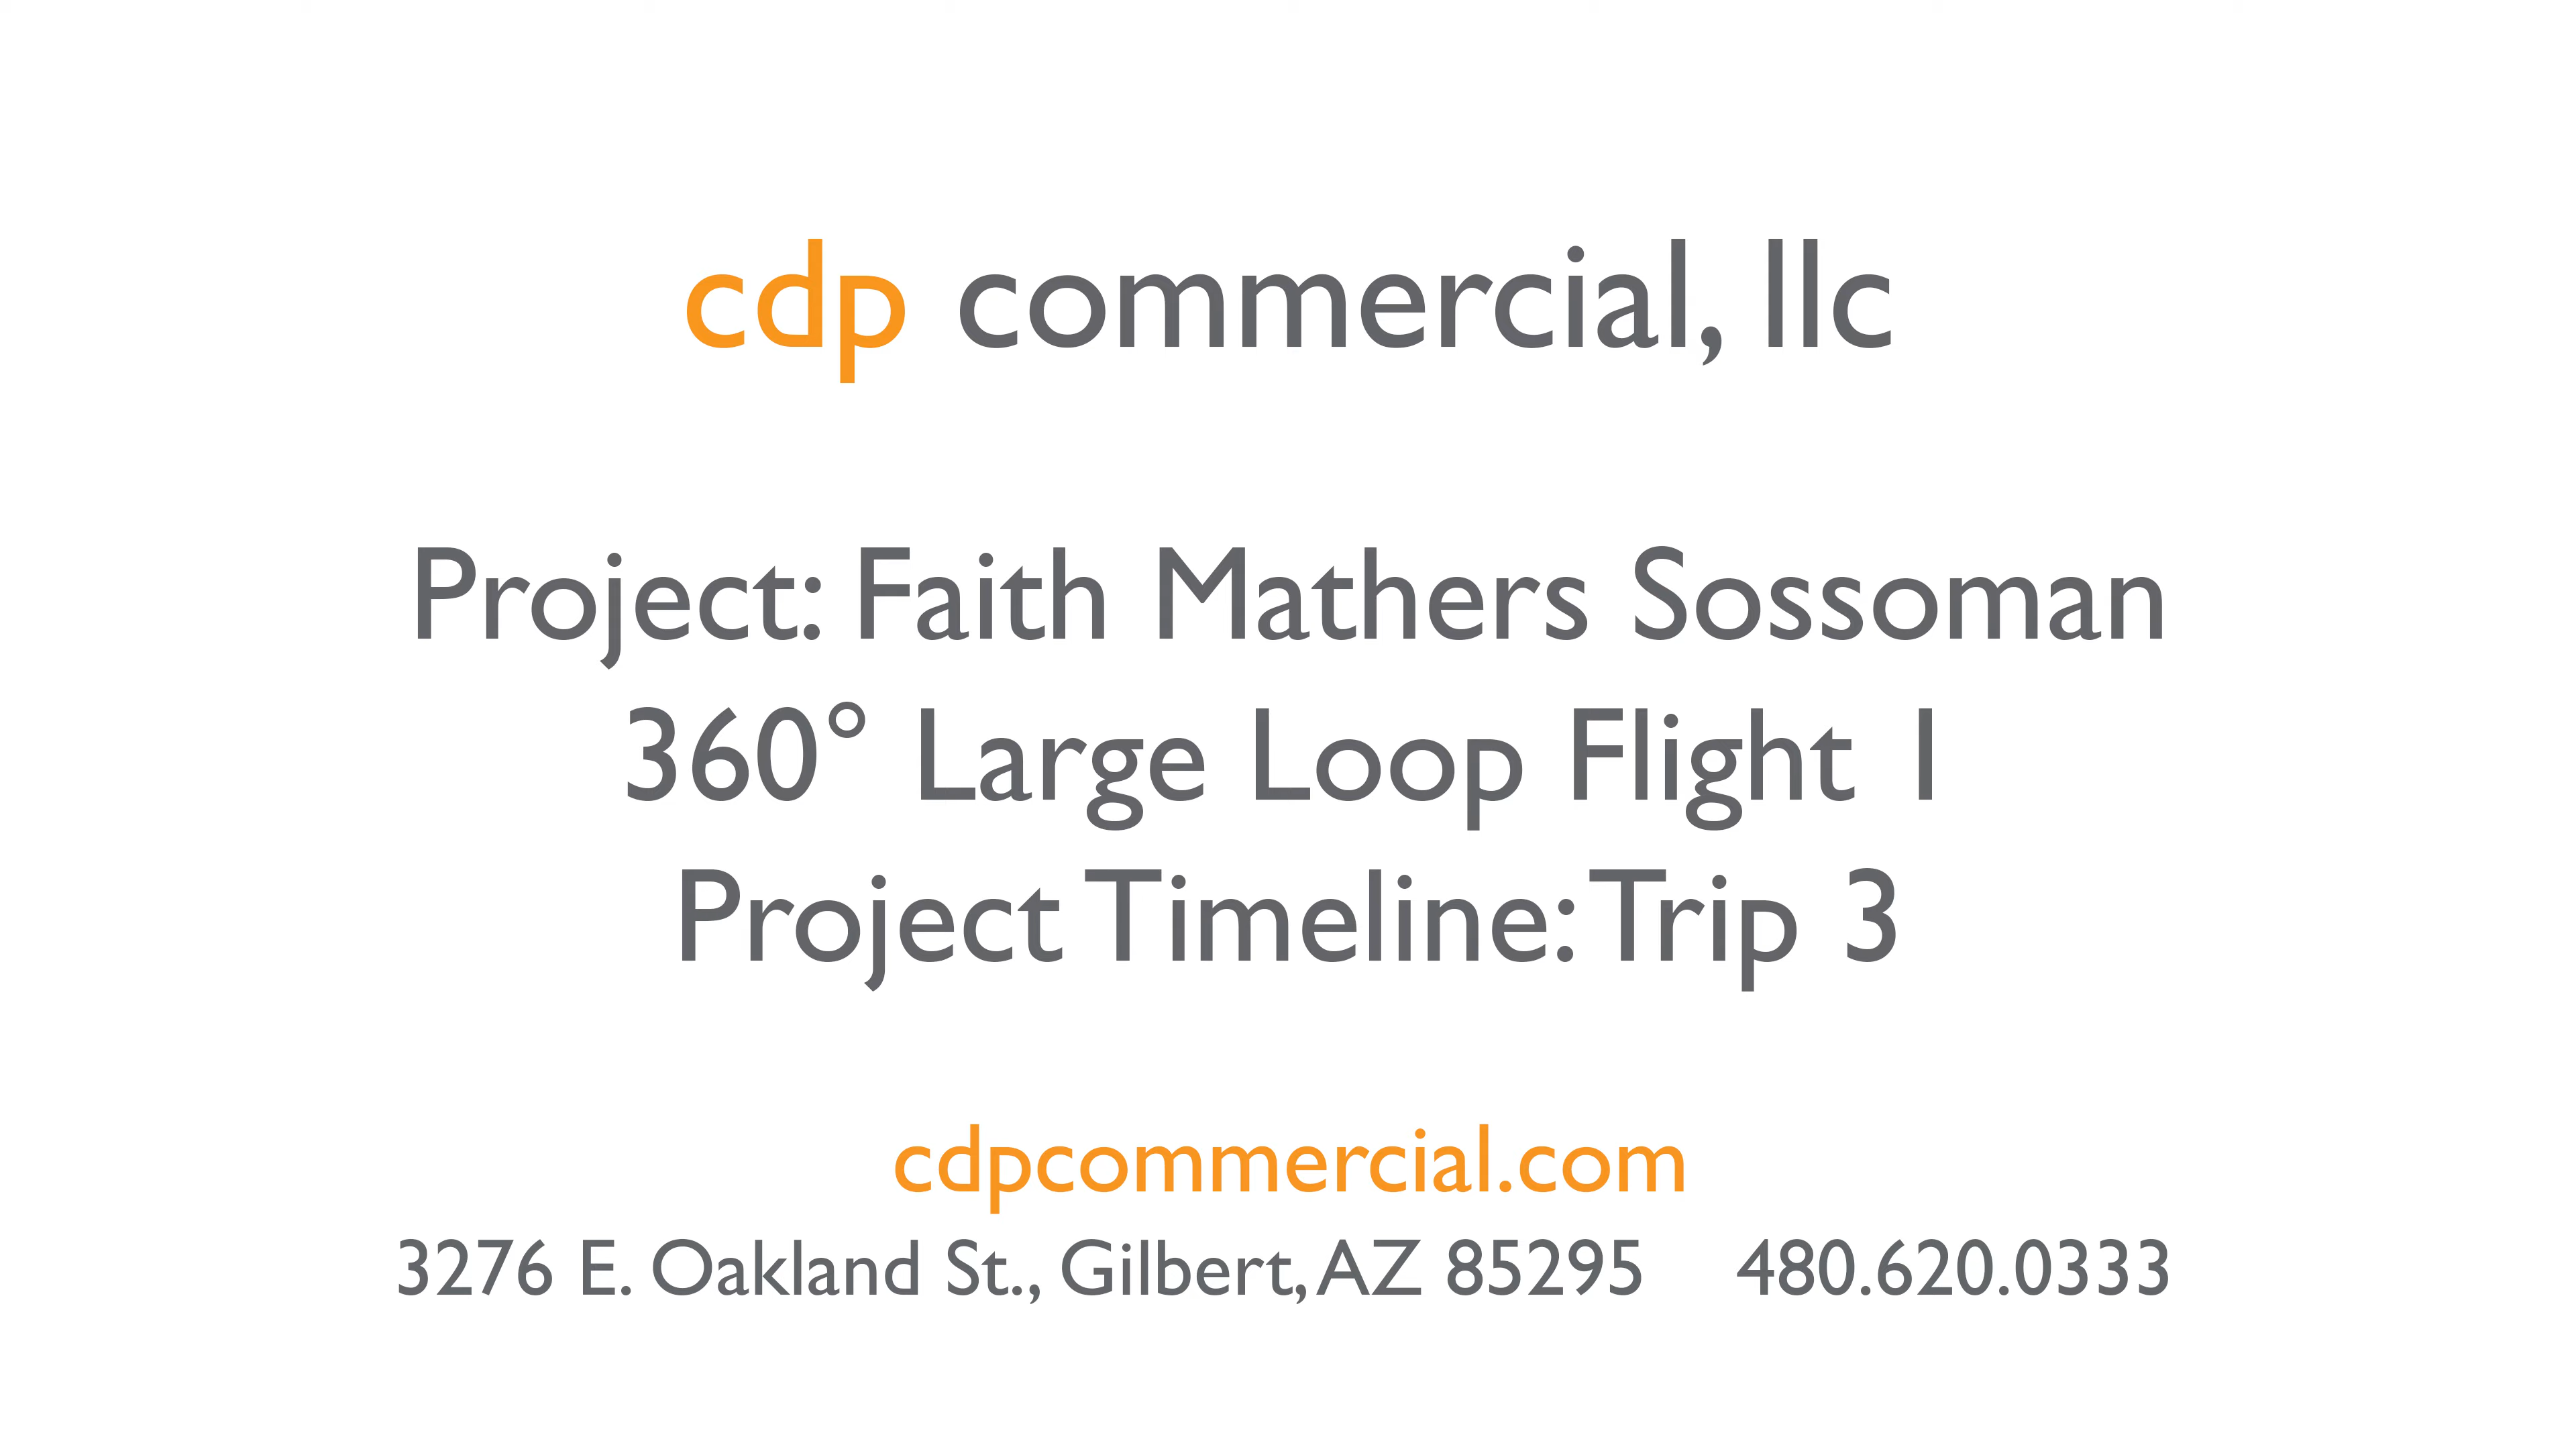 cdp commercial, llc
Project: Faith Mathers Sossoman
360° Large Loop Flight 1
Project Timeline: Trip 3
cdpcommercial.com
3276 E. Oakland St., Gilbert, AZ 85295 480.620.0333